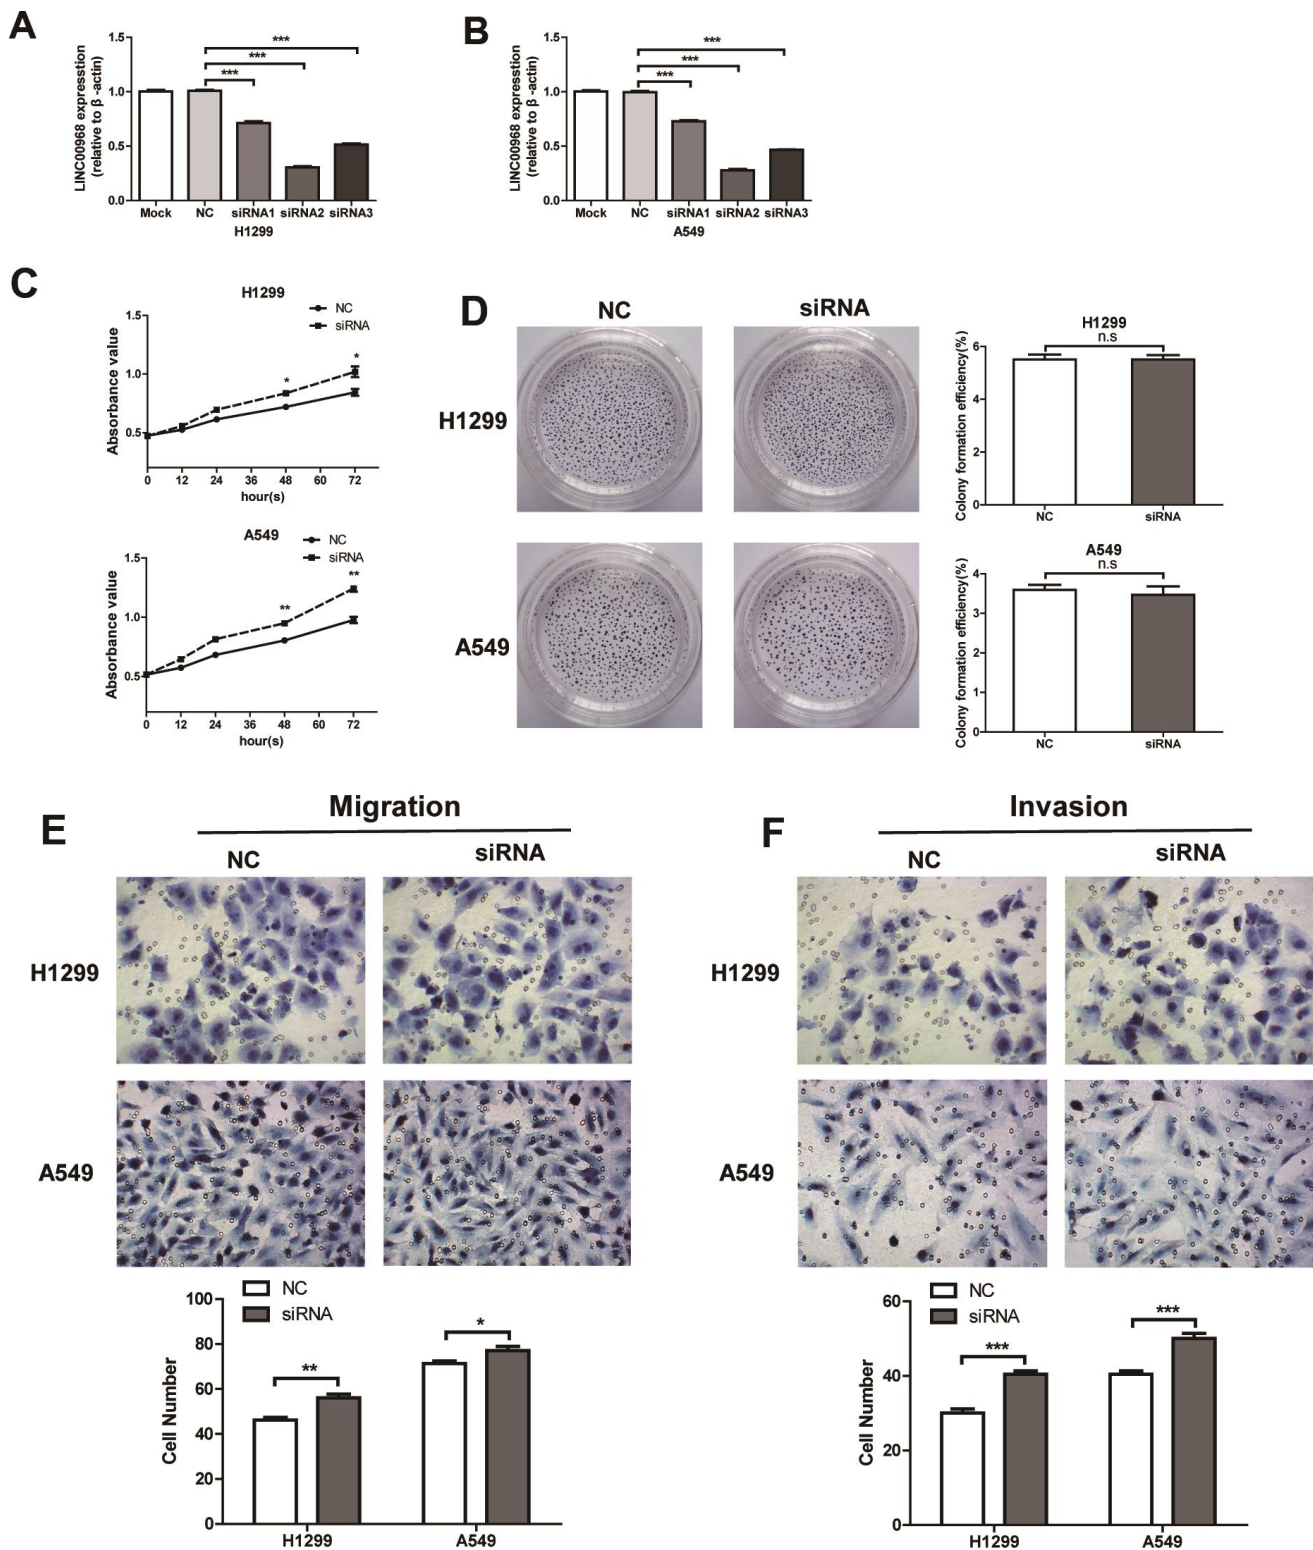 A
LINC00968 expresstion
(relative to β -actin)
1.5
1.0
0.5
0.0
***
***
***
Mock NC siRNA1 siRNA2 siRNA3
H1299
B
LINC00968 expresstion
(relative to β -actin)
1.5
1.0
0.5
0.0
***
***
***
Mock NC siRNA1 siRNA2 siRNA3
A549
C
H1299
NC
siRNA
Absorbance value
1.5
1.0
0.5
*
*
0 12 24 36 48 60 72
hour(s)
A549
NC
siRNA
Absorbance value
1.5
1.0
0.5
**
**
0 12 24 36 48 60 72
hour(s)
D
NC siRNA
H1299
A549
H1299
n.s
Colony formation efficiency(%)
6
4
2
0
NC siRNA
A549
n.s
Colony formation efficiency(%)
4
3
2
1
0
NC siRNA
E
Migration
NC siRNA
H1299
A549
NC
siRNA
Cell Number
100
80
60
40
20
0
**
*
H1299 A549
F
Invasion
NC siRNA
H1299
A549
NC
siRNA
Cell Number
60
40
20
0
***
***
H1299 A549